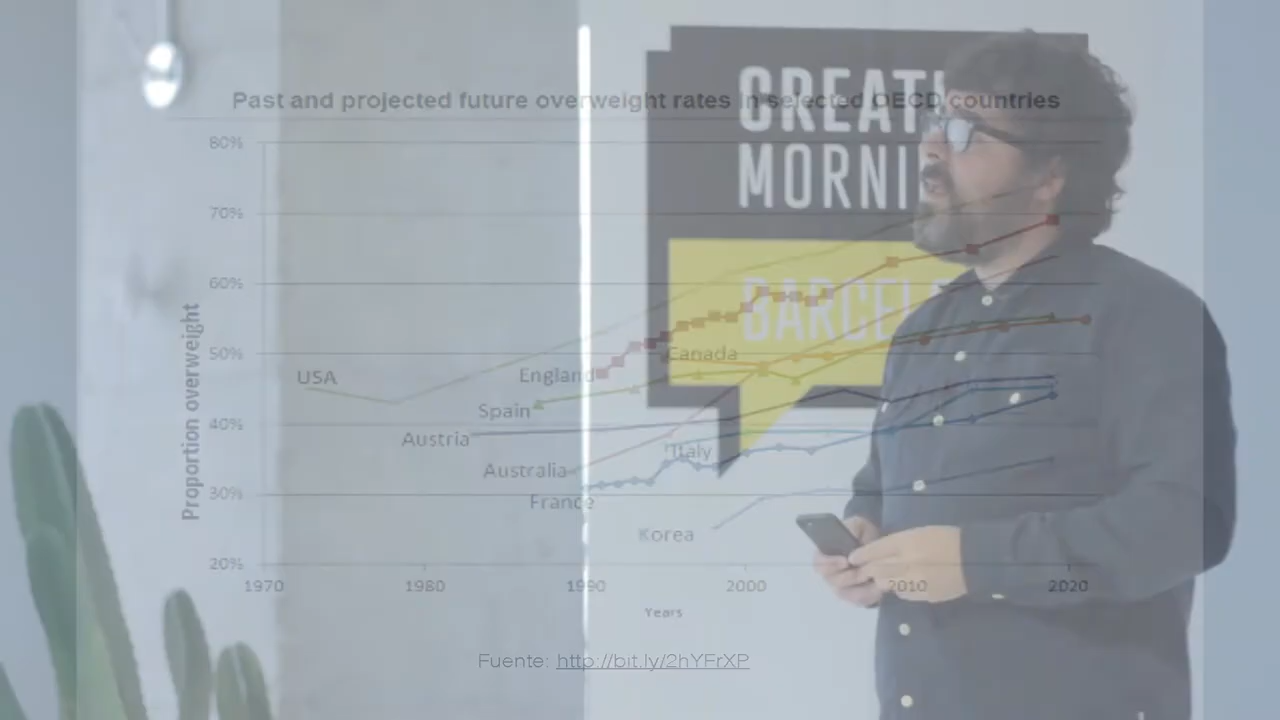 CREATI
MORNI
BARCEL
Past and projected future overweight rates in selected OECD countries
80%
70%
60%
50%
40%
30%
20%
Proportion overweight
USA
England
Canada
Spain
Austria
Italy
Australia
France
Korea
1970
1980
1990
2000
2010
2020
Years
Fuente: http://bit.ly/2hYFrXP